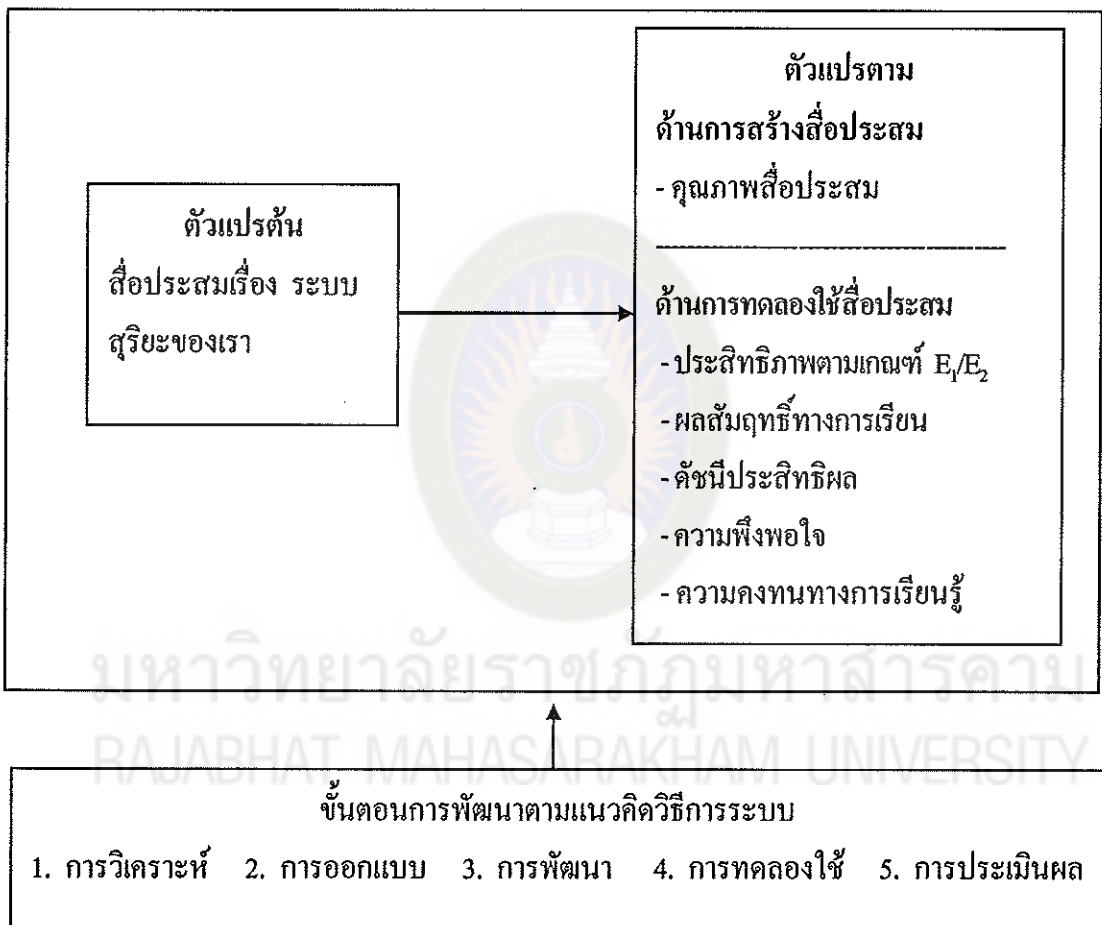 ตัวแปรต้น
สื่อประสมเรื่อง ระบบ
สุริยะของเรา
ตัวแปรตาม
ด้านการสร้างสื่อประสม
- คุณภาพสื่อประสม
ด้านการทดลองใช้สื่อประสม
- ประสิทธิภาพตามเกณฑ์ E₁/E₂
- ผลสัมฤทธิ์ทางการเรียน
- ดัชนีประสิทธิผล
- ความพึงพอใจ
- ความคงทนทางการเรียนรู้
มหาวิทยาลัยราชภัฏมหาสารคาม
RAJABHAT MAHASARAKHAM UNIVERSITY
ขั้นตอนการพัฒนาตามแนวคิดวิธีการระบบ
1. การวิเคราะห์ 2. การออกแบบ 3. การพัฒนา 4. การทดลองใช้ 5. การประเมินผล